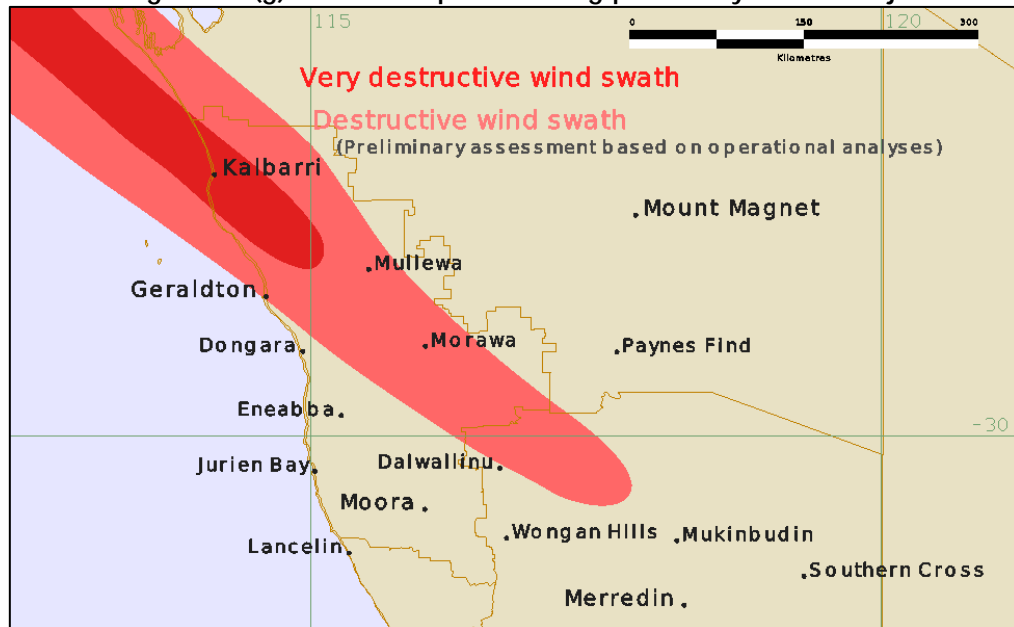 115
120
0 150 300
Kilometres
Very destructive wind swath
Destructive wind swath
(Preliminary assessment based on operational analyses)
Kalbarri
Mount Magnet
Mullewa
Geraldton
Dongara
Morawa
Paynes Find
Eneabba
-30
Jurien Bay
Dalwallinu
Moora
Wongan Hills
Mukinbudin
Lancelin
Southern Cross
Merredin